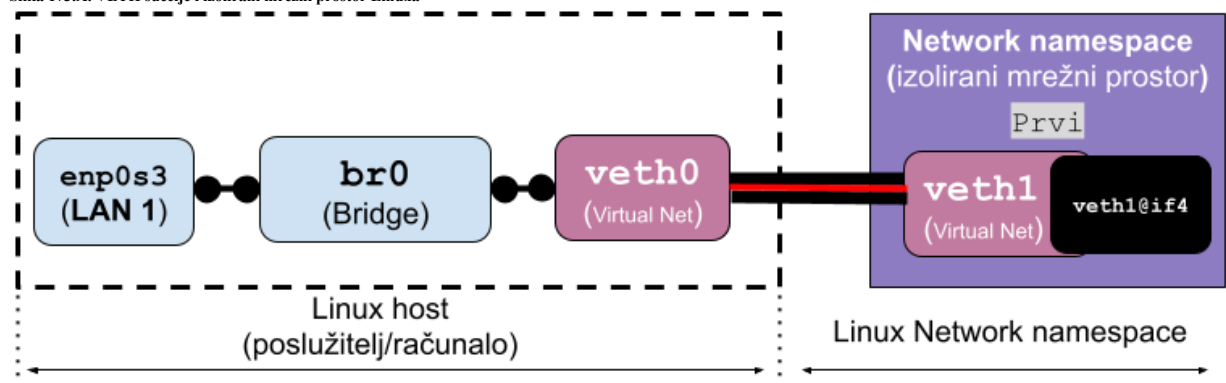 Network namespace
(izolirani mrežni prostor)
Prvi
enp0s3
(LAN 1)
br0
(Bridge)
veth0
(Virtual Net)
veth1
(Virtual Net)
veth1@if4
Linux host
(poslužitelj/računalo)
Linux Network namespace